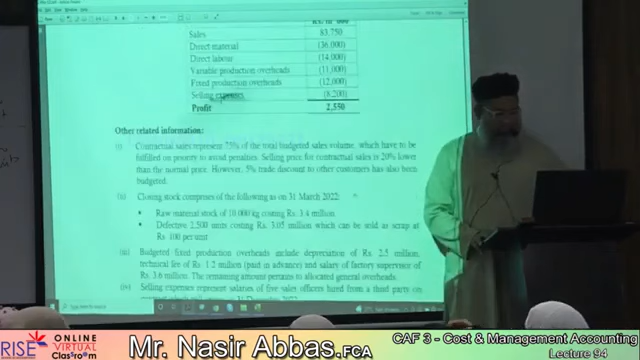 Rs. in '000
Sales 83,750
Direct material (36,000)
Direct labour (14,000)
Variable production overheads (11,000)
Fixed production overheads (12,000)
Selling expenses (8,200)
Profit 2,550
Other related information:
(i) Contractual sales represent 75% of the total budgeted sales volume, which have to be
fulfilled on priority to avoid penalties. Selling price for contractual sales is 20% lower
than the normal price. However, 5% trade discount to other customers has also been
budgeted.
(ii) Closing stock comprises of the following as on 31 March 2022:
• Raw material stock of 10,000 kg costing Rs. 3.4 million
• Defective 2,500 units costing Rs. 3.05 million which can be sold as scrap at
Rs. 100 per unit
(iii) Budgeted fixed production overheads include depreciation of Rs. 2.5 million,
technical fee of Rs. 1.2 million (paid in advance) and salary of factory supervisor of
Rs. 3.6 million. The remaining amount pertains to allocated general overheads.
(iv) Selling expenses represent salaries of five sales officers hired from a third party on
RISE
ONLINE
VIRTUAL
Classroom
Mr. Nasir Abbas,FCA
CAF 3 - Cost & Management Accounting
Lecture 94